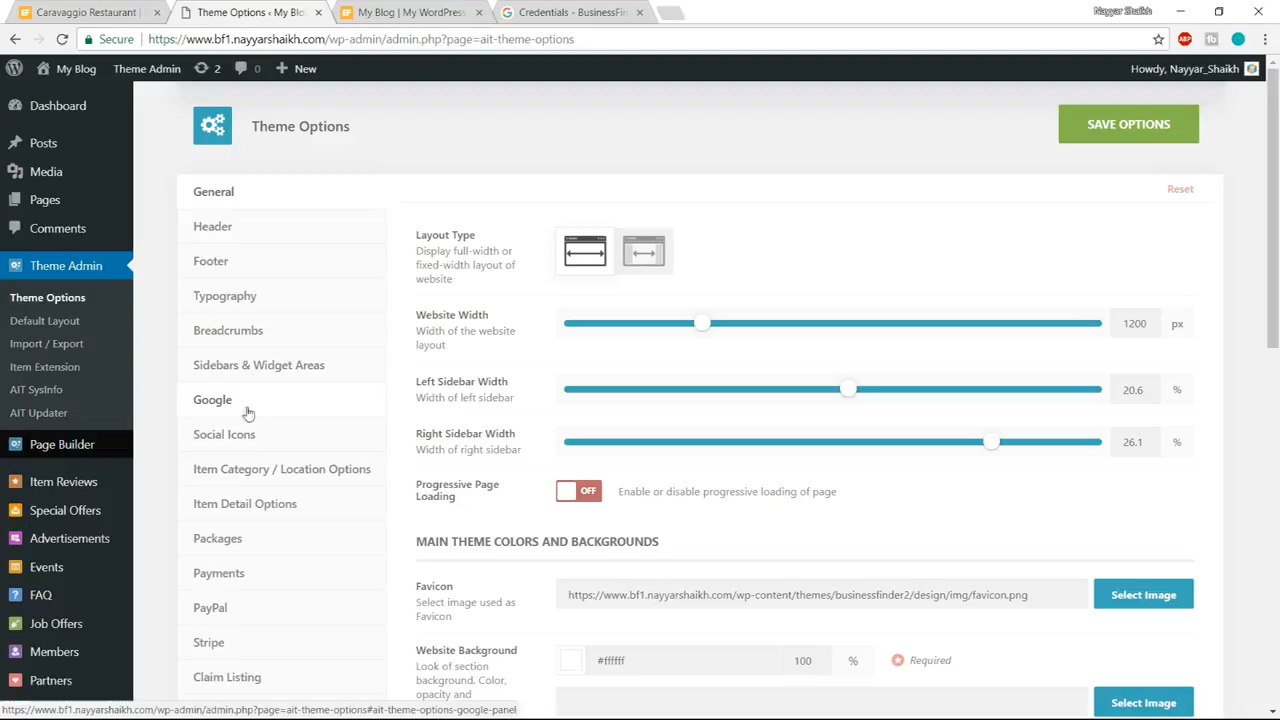 Caravaggio Restaurant |
Theme Options ‹ My Blo
My Blog | My WordPress
Credentials - BusinessFin
Nayyar Shaikh
Secure
https://www.bf1.nayyarshaikh.com/wp-admin/admin.php?page=ait-theme-options
My Blog
Theme Admin
2
0
New
Howdy, Nayyar_Shaikh
Dashboard
Posts
Media
Pages
Comments
Theme Admin
Theme Options
Default Layout
Import / Export
Item Extension
AIT SysInfo
AIT Updater
Page Builder
Item Reviews
Special Offers
Advertisements
Events
FAQ
Job Offers
Members
Partners
Theme Options
SAVE OPTIONS
General
Header
Footer
Typography
Breadcrumbs
Sidebars & Widget Areas
Google
Social Icons
Item Category / Location Options
Item Detail Options
Packages
Payments
PayPal
Stripe
Claim Listing
Reset
Layout Type
Display full-width or
fixed-width layout of
website
Website Width
Width of the website
layout
1200 px
Left Sidebar Width
Width of left sidebar
20.6 %
Right Sidebar Width
Width of right sidebar
26.1 %
Progressive Page
Loading
OFF
Enable or disable progressive loading of page
MAIN THEME COLORS AND BACKGROUNDS
Favicon
Select image used as
Favicon
https://www.bf1.nayyarshaikh.com/wp-content/themes/businessfinder2/design/img/favicon.png
Select Image
Website Background
Look of section
background. Color,
opacity and
#ffffff
100 %
Required
Select Image
https://www.bf1.nayyarshaikh.com/wp-admin/admin.php?page=ait-theme-options#ait-theme-options-google-panel